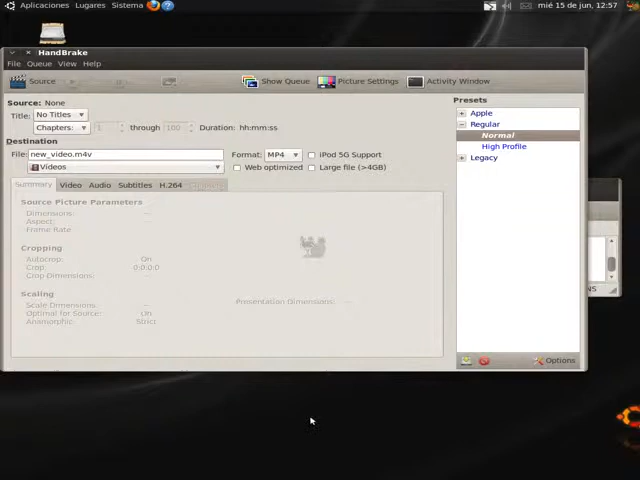 Aplicaciones Lugares Sistema mié 15 de jun, 12:57
HandBrake
File Queue View Help
Source Show Queue Picture Settings Activity Window
Source: None
Title: No Titles
Chapters: 1 through 100 Duration: hh:mm:ss
Destination
File: new_video.m4v Format: MP4 iPod 5G Support
Videos Web optimized Large file (>4GB)
Summary Video Audio Subtitles H.264
Source Picture Parameters
Dimensions: --
Aspect: --
Frame Rate
Cropping
Autocrop: On
Crop: 0:0:0:0
Crop Dimensions: --
Scaling
Scale Dimensions: --
Optimal for Source: On
Anamorphic: Strict
Presentation Dimensions: --
Presets
Apple
Regular
Normal
High Profile
Legacy
Options
NS